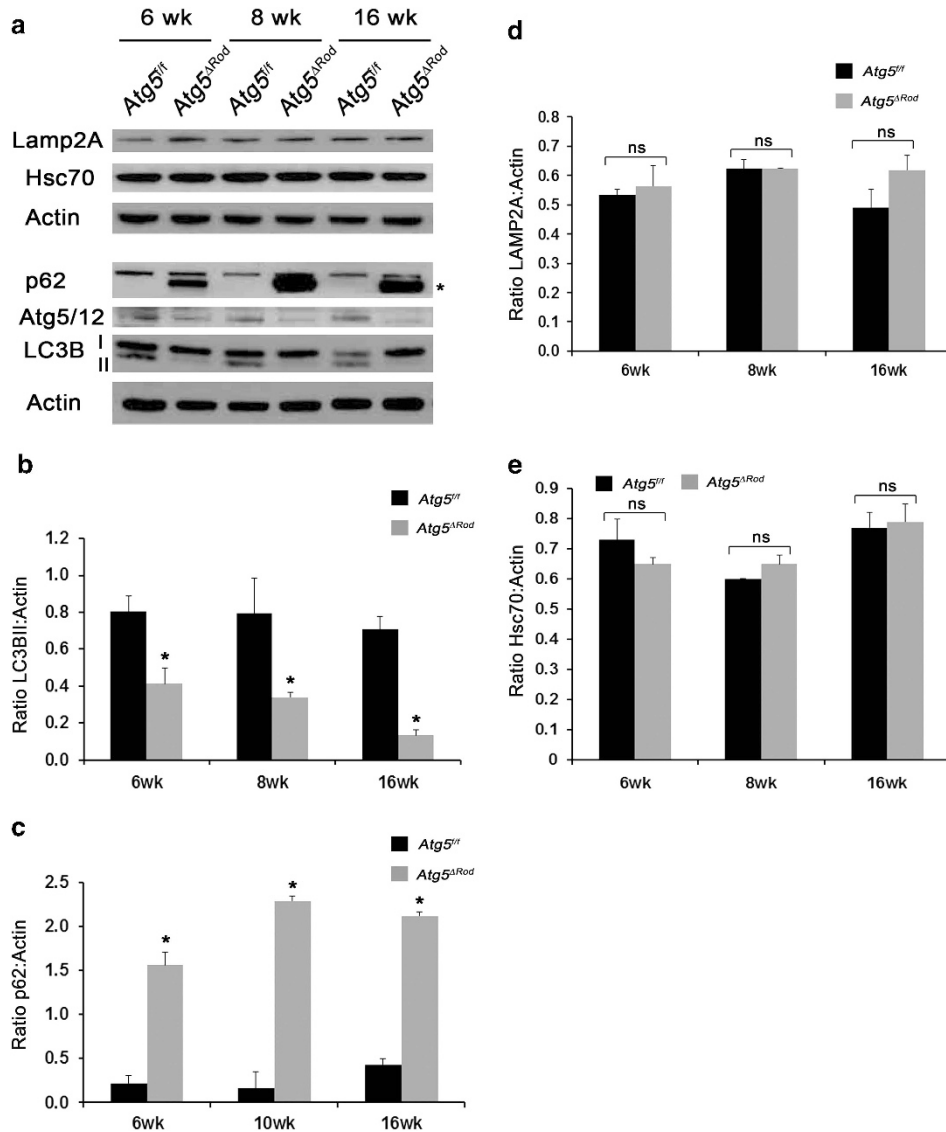 a
6 wk 8 wk 16 wk
Atg5f/f Atg5ΔRod Atg5f/f Atg5ΔRod Atg5f/f Atg5ΔRod
Lamp2A
Hsc70
Actin
p62
*
Atg5/12
LC3B I
II
Actin
b
Atg5f/f
Atg5ΔRod
Ratio LC3BII:Actin
1.2
1.0
0.8
0.6
0.4
0.2
0.0
* * *
6wk 8wk 16wk
c
Atg5f/f
Atg5ΔRod
Ratio p62:Actin
2.5
2.0
1.5
1.0
0.5
0.0
* * *
6wk 10wk 16wk
d
Atg5f/f
Atg5ΔRod
Ratio LAMP2A:Actin
0.8
0.7
0.6
0.5
0.4
0.3
0.2
0.1
0.0
ns ns ns
6wk 8wk 16wk
e
Atg5f/f Atg5ΔRod
Ratio Hsc70:Actin
0.9
0.8
0.7
0.6
0.5
0.4
0.3
0.2
0.1
0
ns ns ns
6wk 8wk 16wk